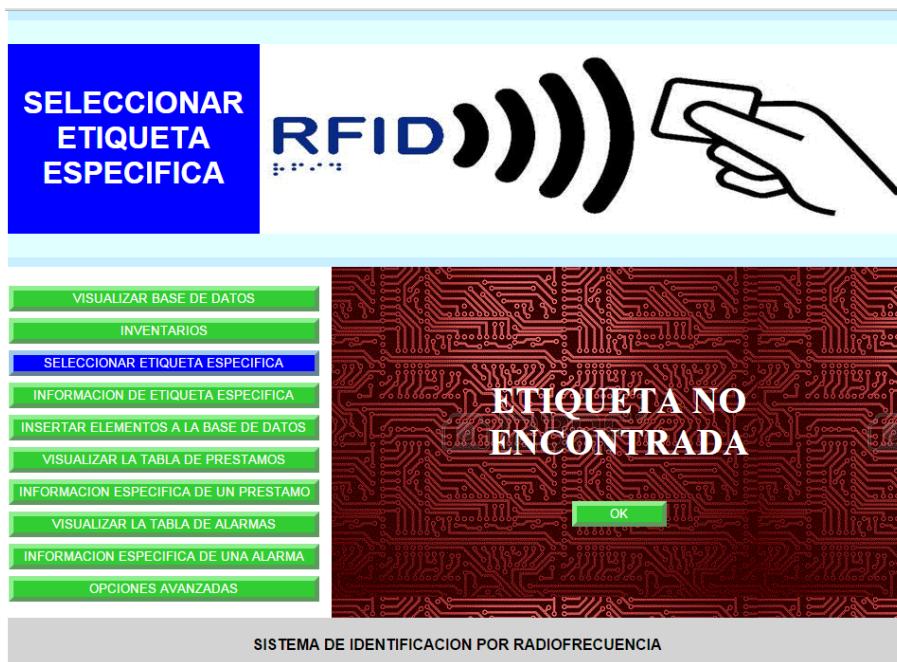 SELECCIONAR
ETIQUETA
ESPECIFICA
RFID
VISUALIZAR BASE DE DATOS
INVENTARIOS
SELECCIONAR ETIQUETA ESPECIFICA
INFORMACION DE ETIQUETA ESPECIFICA
INSERTAR ELEMENTOS A LA BASE DE DATOS
VISUALIZAR LA TABLA DE PRESTAMOS
INFORMACION ESPECIFICA DE UN PRESTAMO
VISUALIZAR LA TABLA DE ALARMAS
INFORMACION ESPECIFICA DE UNA ALARMA
OPCIONES AVANZADAS
ETIQUETA NO
ENCONTRADA
OK
SISTEMA DE IDENTIFICACION POR RADIOFRECUENCIA